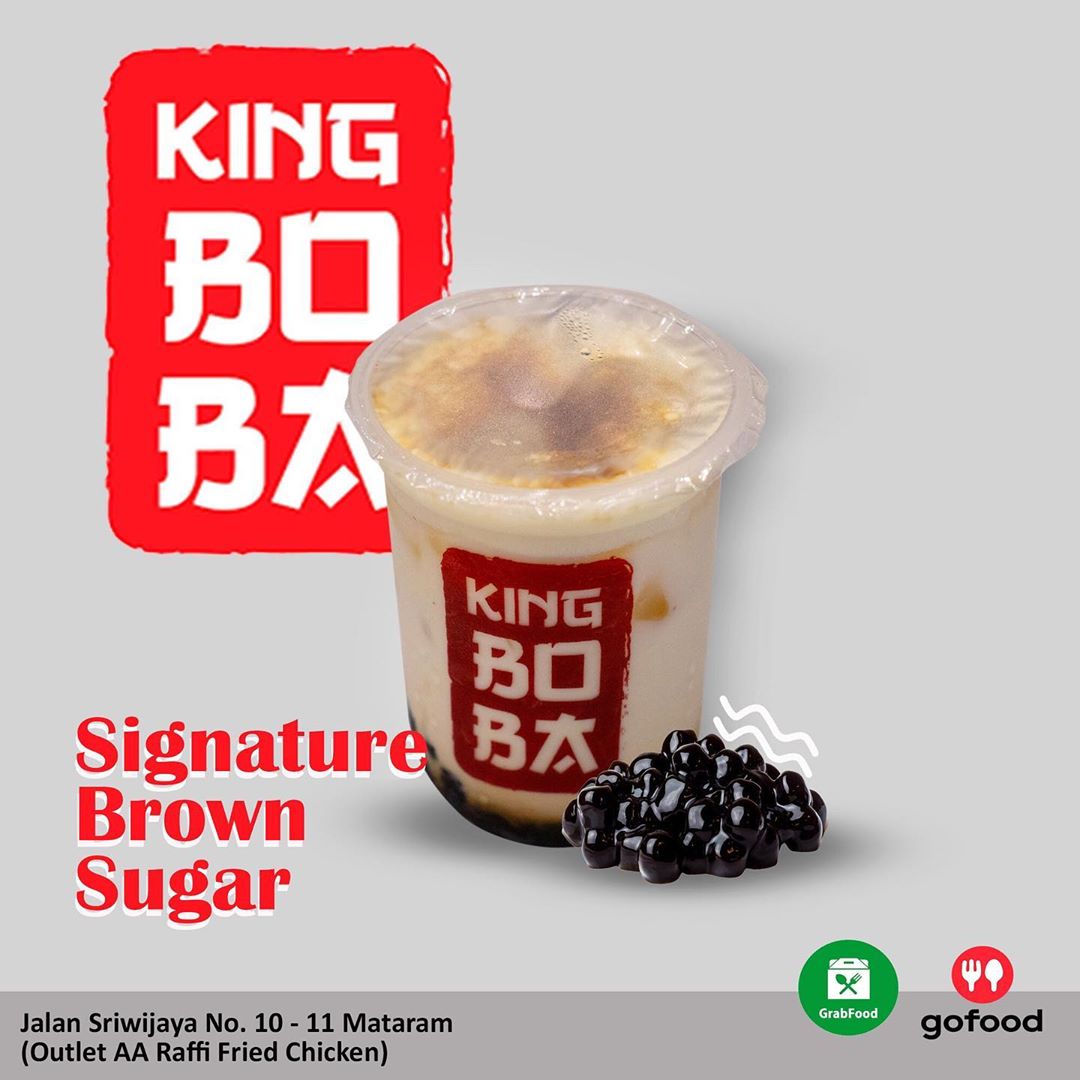 KING
BO
BA
KING
BO
BA
Signature
Brown
Sugar
GrabFood
gofood
Jalan Sriwijaya No. 10 - 11 Mataram
(Outlet AA Raffi Fried Chicken)